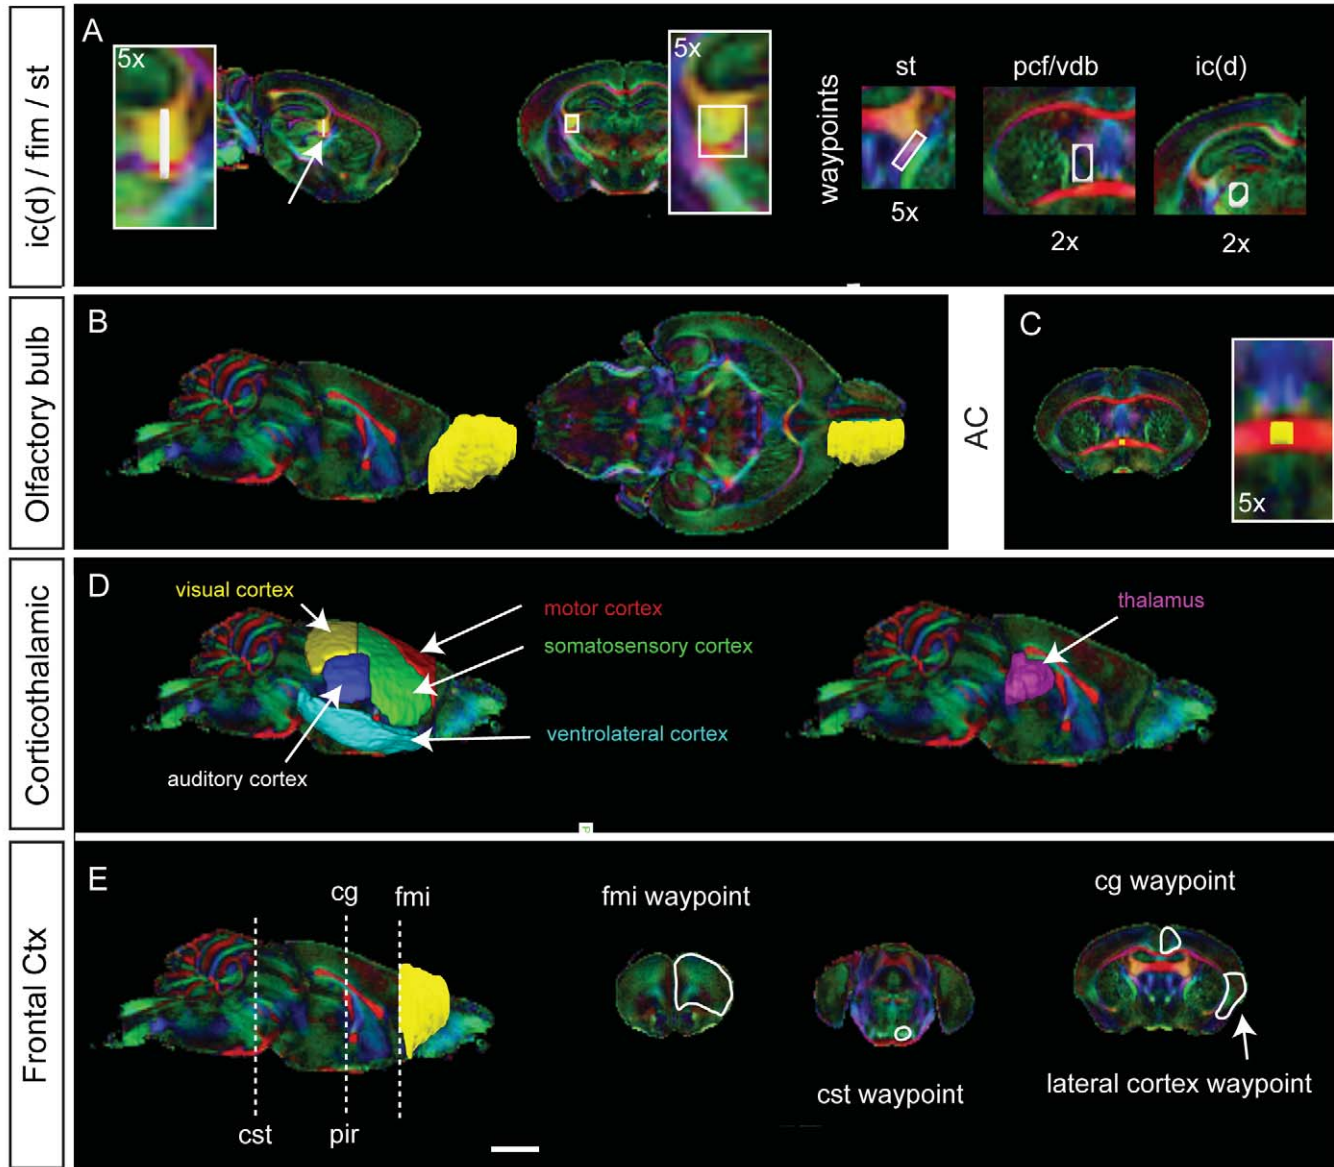 ic(d) / fim / st
A
5x
5x
waypoints
st
5x
pcf/vdb
2x
ic(d)
2x
Olfactory bulb
B
AC
C
5x
Corticothalamic
D
visual cortex
motor cortex
somatosensory cortex
ventrolateral cortex
auditory cortex
thalamus
P
Frontal Ctx
E
cg
fmi
cst
pir
fmi waypoint
cst waypoint
cg waypoint
lateral cortex waypoint